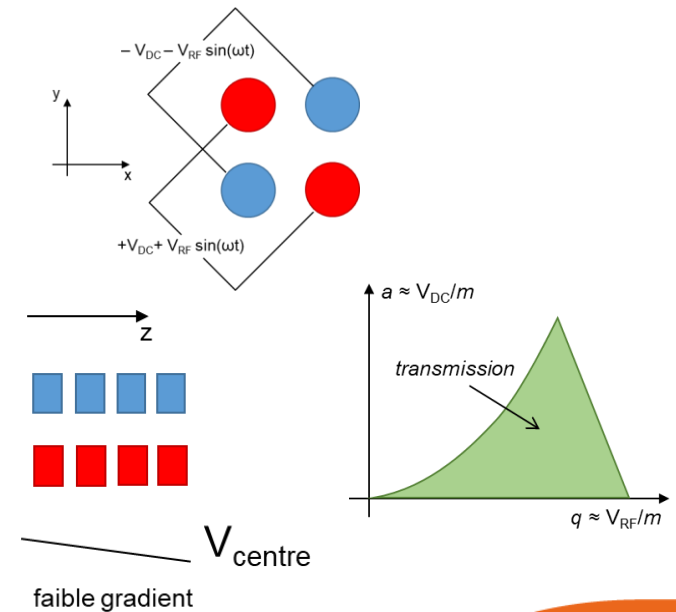 – V_DC – V_RF sin(ωt)
y
x
+V_DC+ V_RF sin(ωt)
z
a ≈ V_DC/m
transmission
q ≈ V_RF/m
V_centre
faible gradient